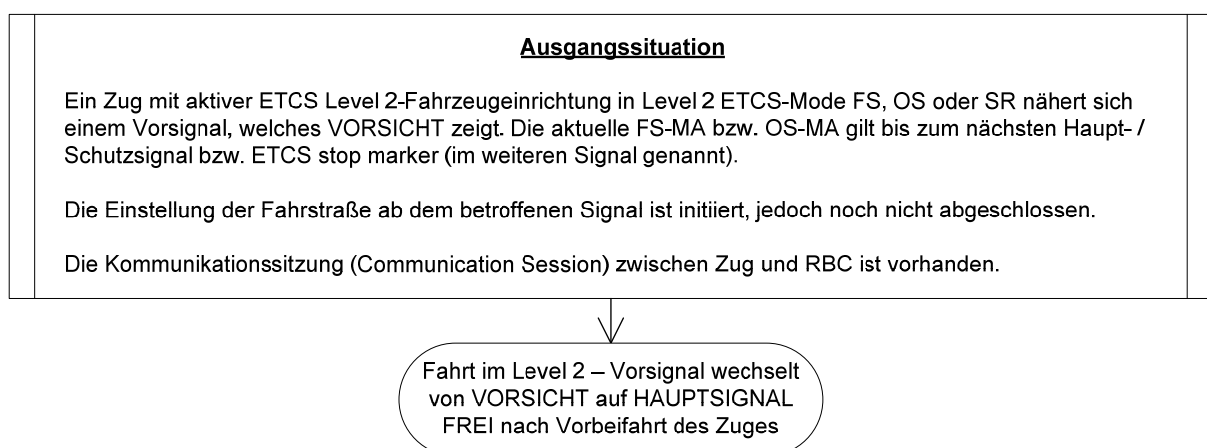 Ausgangssituation
Ein Zug mit aktiver ETCS Level 2-Fahrzeugeinrichtung in Level 2 ETCS-Mode FS, OS oder SR nähert sich
einem Vorsignal, welches VORSICHT zeigt. Die aktuelle FS-MA bzw. OS-MA gilt bis zum nächsten Haupt- /
Schutzsignal bzw. ETCS stop marker (im weiteren Signal genannt).
Die Einstellung der Fahrstraße ab dem betroffenen Signal ist initiiert, jedoch noch nicht abgeschlossen.
Die Kommunikationssitzung (Communication Session) zwischen Zug und RBC ist vorhanden.
Fahrt im Level 2 – Vorsignal wechselt
von VORSICHT auf HAUPTSIGNAL
FREI nach Vorbeifahrt des Zuges